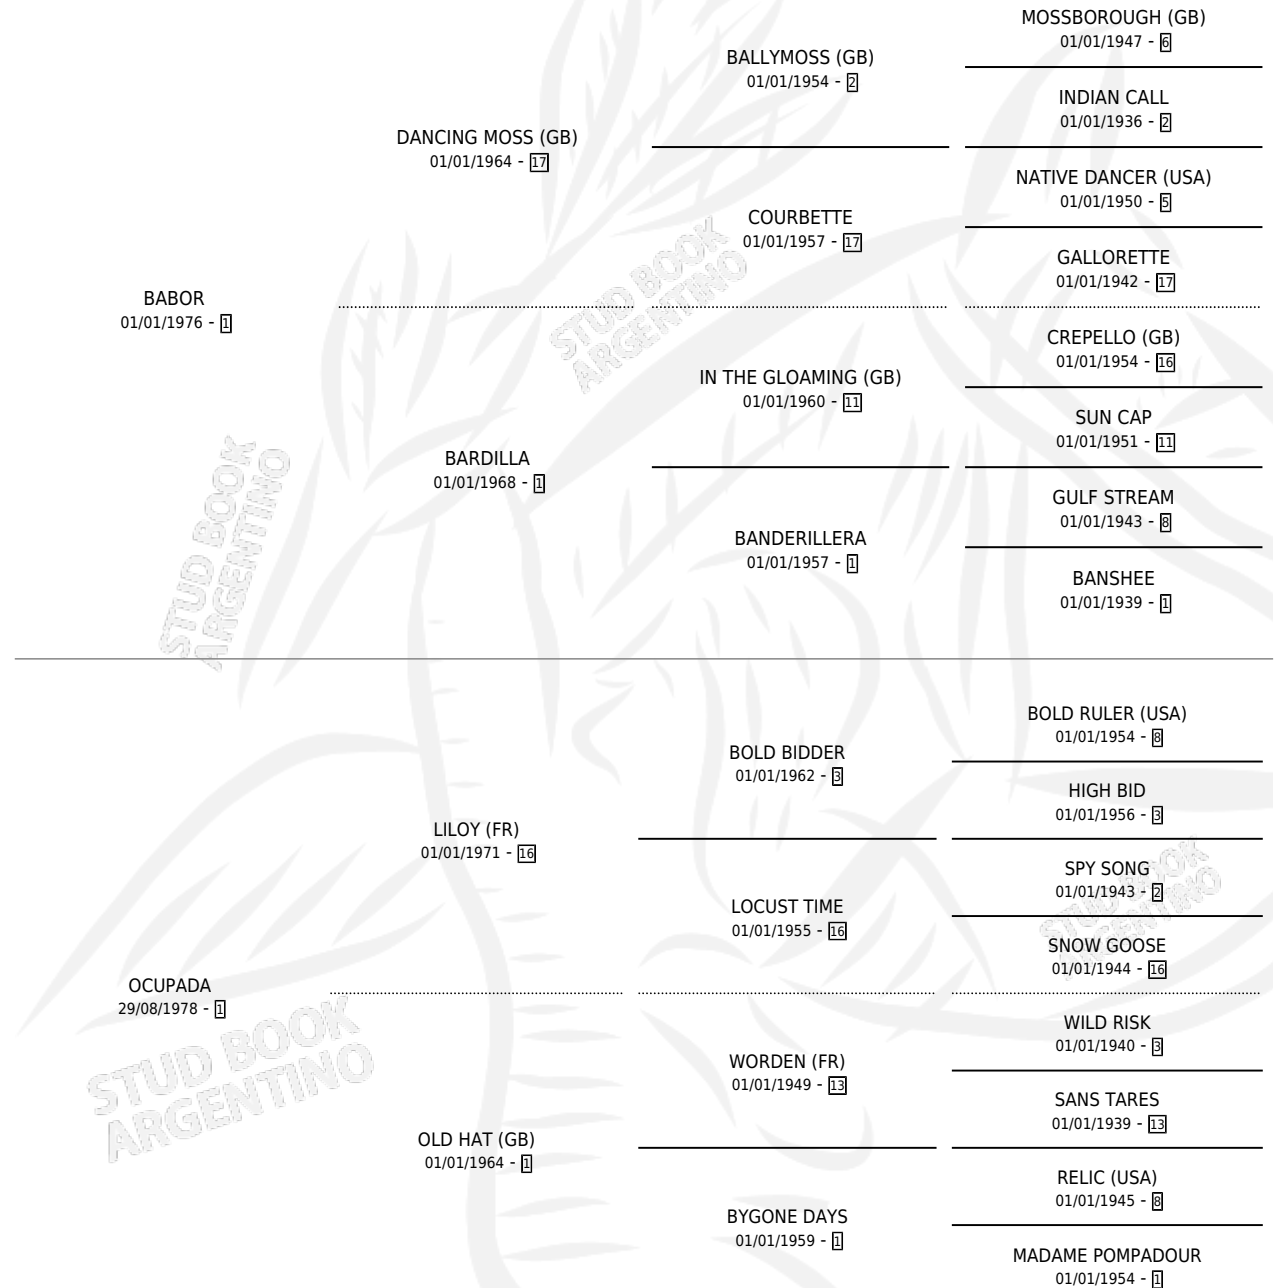 MOSSBOROUGH (GB)
01/01/1947 - 6
BALLYMOSS (GB)
01/01/1954 - 2
INDIAN CALL
01/01/1936 - 2
DANCING MOSS (GB)
01/01/1964 - 17
NATIVE DANCER (USA)
01/01/1950 - 5
COURBETTE
01/01/1957 - 17
GALLORETTE
01/01/1942 - 17
BABOR
01/01/1976 - 1
CREPELLO (GB)
01/01/1954 - 16
IN THE GLOAMING (GB)
01/01/1960 - 11
SUN CAP
01/01/1951 - 11
BARDILLA
01/01/1968 - 1
GULF STREAM
01/01/1943 - 8
BANDERILLERA
01/01/1957 - 1
BANSHEE
01/01/1939 - 1
BOLD RULER (USA)
01/01/1954 - 8
BOLD BIDDER
01/01/1962 - 3
HIGH BID
01/01/1956 - 3
LILOY (FR)
01/01/1971 - 16
SPY SONG
01/01/1943 - 2
LOCUST TIME
01/01/1955 - 16
SNOW GOOSE
01/01/1944 - 16
OCUPADA
29/08/1978 - 1
WILD RISK
01/01/1940 - 3
WORDEN (FR)
01/01/1949 - 13
SANS TARES
01/01/1939 - 13
OLD HAT (GB)
01/01/1964 - 1
RELIC (USA)
01/01/1945 - 8
BYGONE DAYS
01/01/1959 - 1
MADAME POMPADOUR
01/01/1954 - 1
STUD BOOK
ARGENTINO
STUD BOOK
ARGENTINO
STUD BOOK
ARGENTINO
STUD BOOK
ARGENTINO